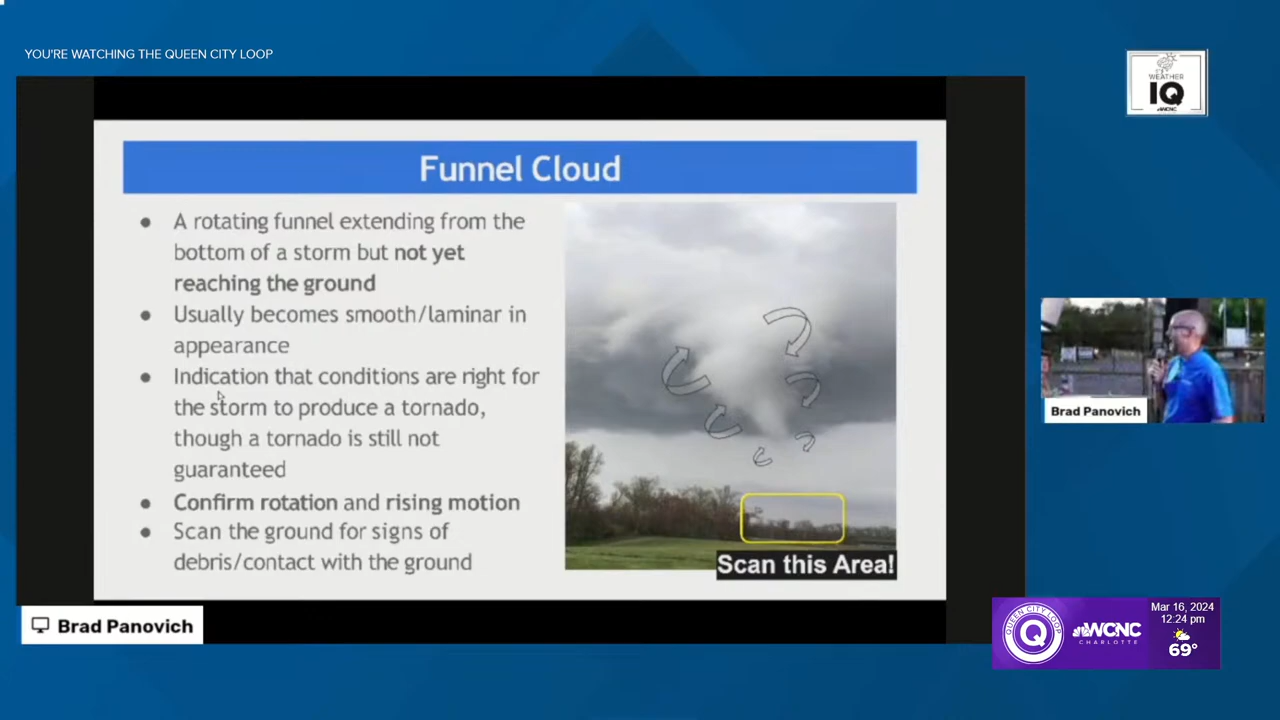 YOU'RE WATCHING THE QUEEN CITY LOOP
WEATHER
IQ
WCNC
Funnel Cloud
● A rotating funnel extending from the
bottom of a storm but not yet
reaching the ground
● Usually becomes smooth/laminar in
appearance
● Indication that conditions are right for
the storm to produce a tornado,
though a tornado is still not
guaranteed
● Confirm rotation and rising motion
● Scan the ground for signs of
debris/contact with the ground
Scan this Area!
Brad Panovich
Brad Panovich
QUEEN CITY LOOP
Q
WCNC
CHARLOTTE
Mar 16, 2024
12:24 pm
69°